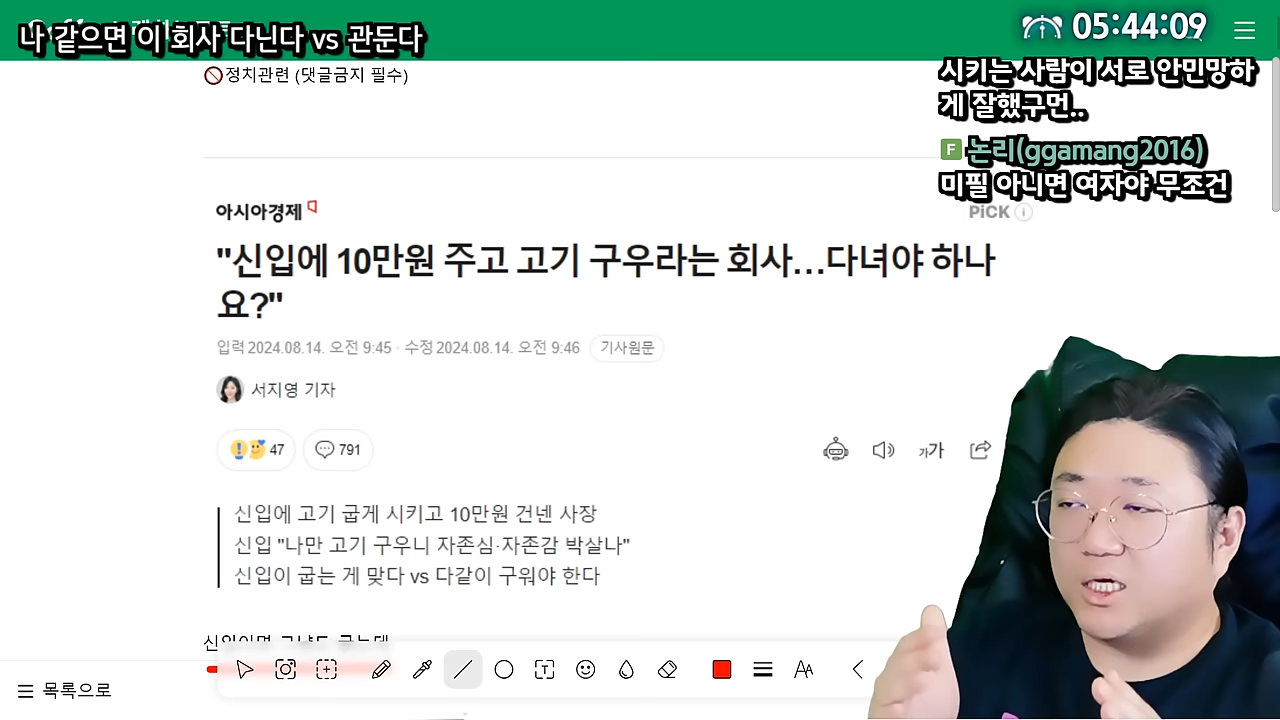 나 같으면 이 회사 다닌다 vs 관둔다
05:44:09
🚫정치관련 (댓글금지 필수)
시키는 사람이 서로 안민망하
게 잘했구먼..
F 논리(ggamang2016)
미필 아니면 여자야 무조건
아시아경제
PiCK
"신입에 10만원 주고 고기 구우라는 회사…다녀야 하나
요?"
입력 2024.08.14. 오전 9:45 · 수정 2024.08.14. 오전 9:46 기사원문
서지영 기자
47 791
가가
신입에 고기 굽게 시키고 10만원 건넨 사장
신입 "나만 고기 구우니 자존심·자존감 박살나"
신입이 굽는 게 맞다 vs 다같이 구워야 한다
목록으로